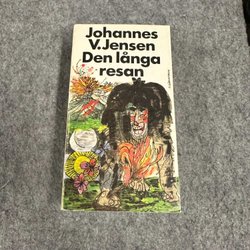 Johannes
V. Jensen
Den långa
resan